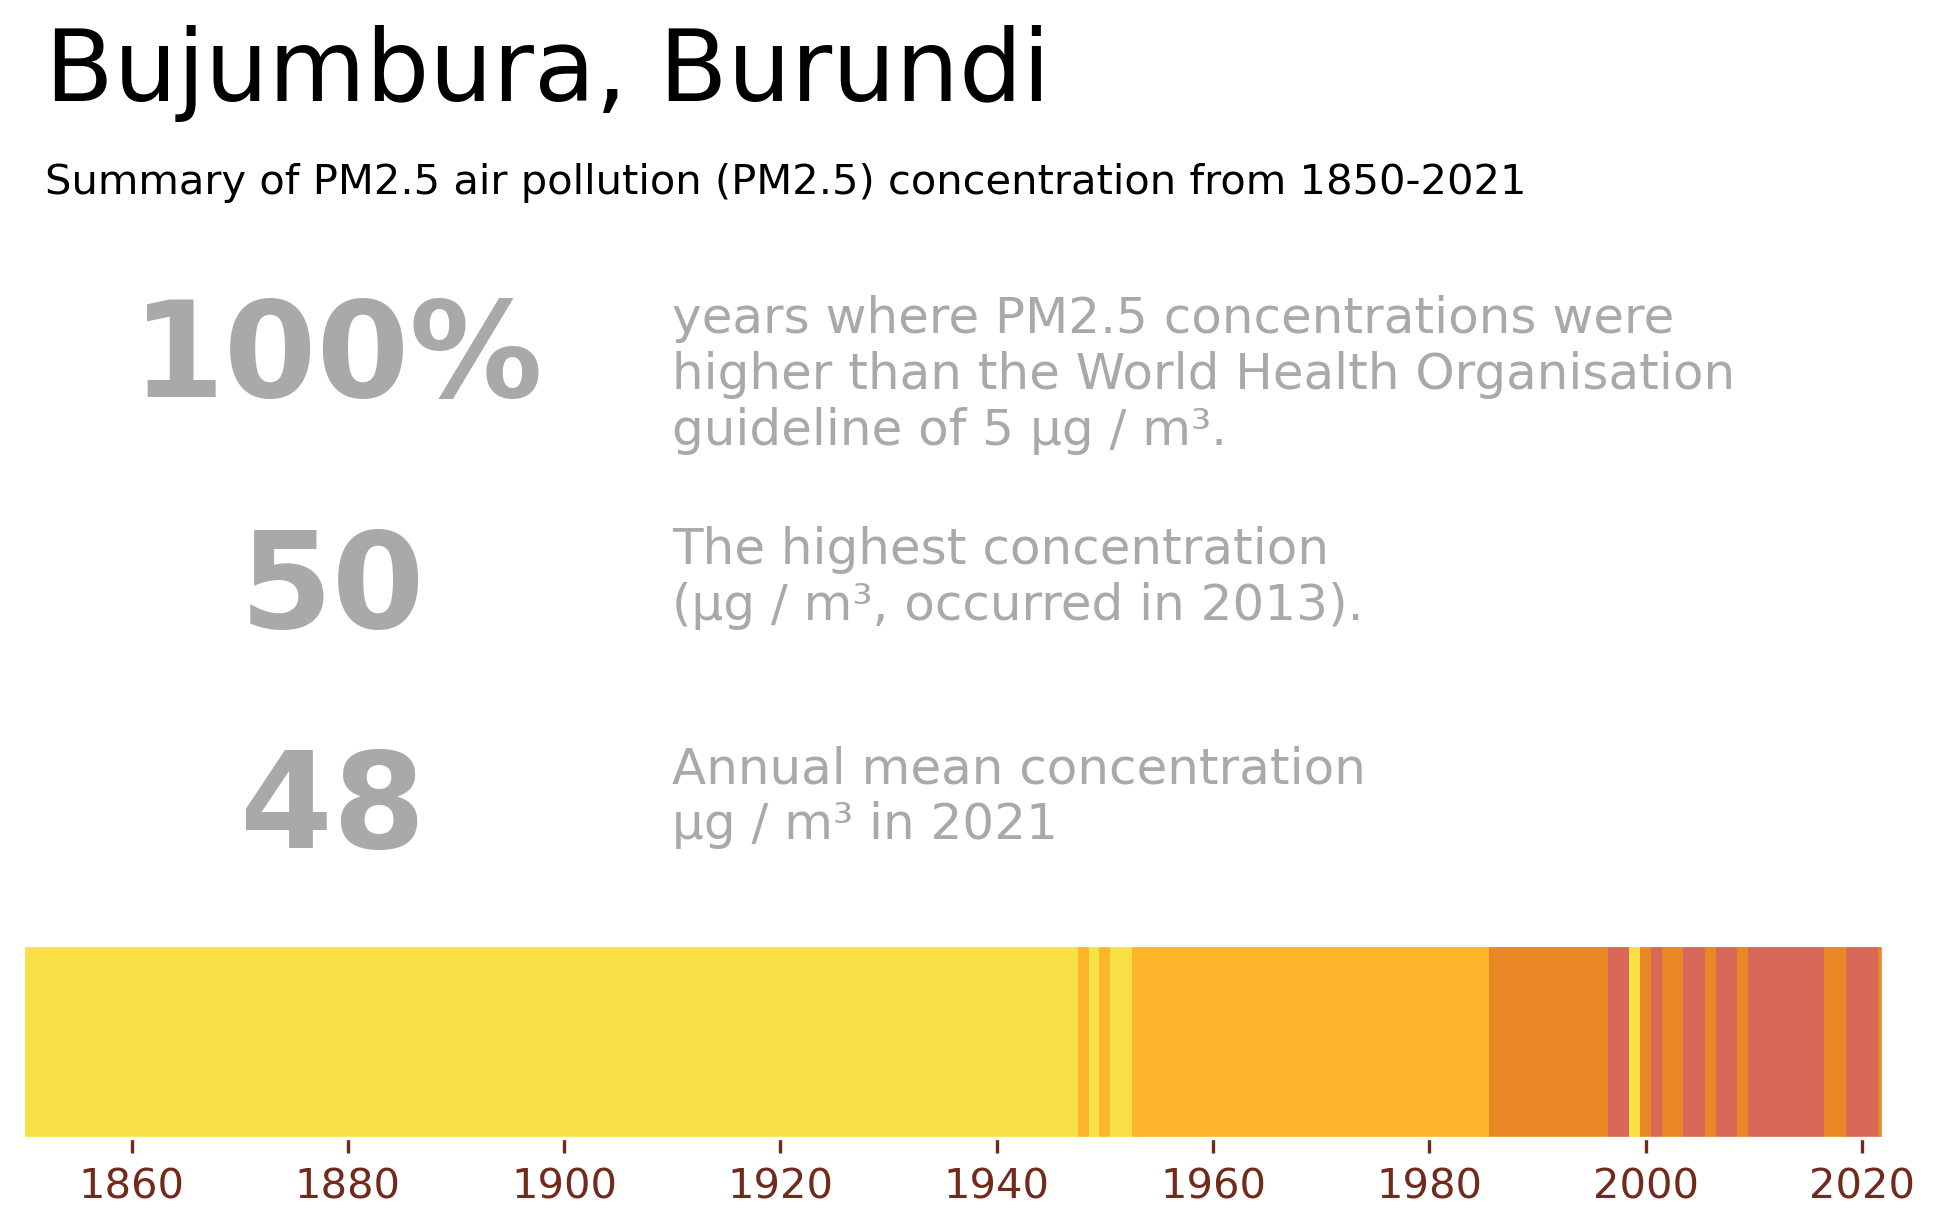 Bujumbura, Burundi
Summary of PM2.5 air pollution (PM2.5) concentration from 1850-2021
100%
years where PM2.5 concentrations were
higher than the World Health Organisation
guideline of 5 µg / m³.
50
The highest concentration
(µg / m³, occurred in 2013).
48
Annual mean concentration
µg / m³ in 2021
1860 1880 1900 1920 1940 1960 1980 2000 2020